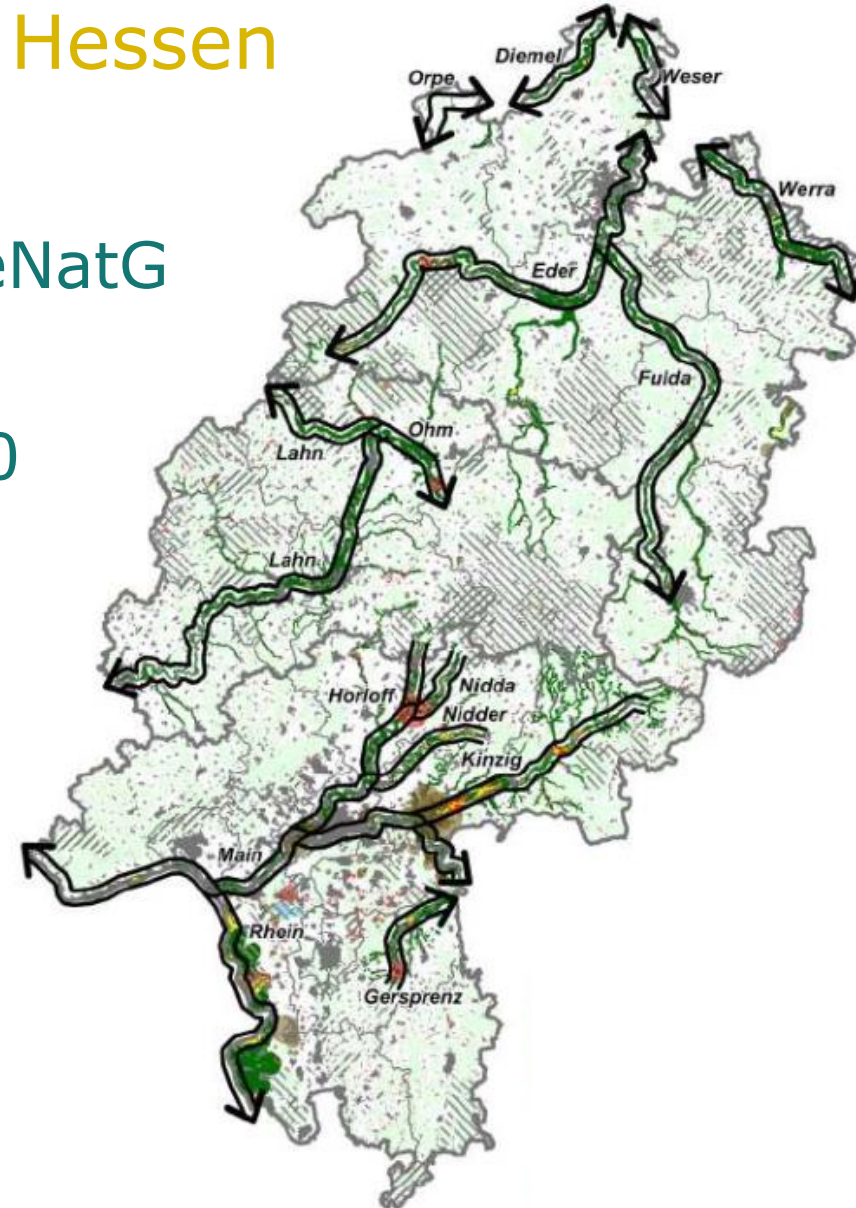 Hessen
eNatG
0
Diemel
Orpe
Weser
Werra
Eder
Fulda
Ohm
Lahn
Lahn
Horloff
Nidda
Nidder
Kinzig
Main
Rhein
Gersprenz